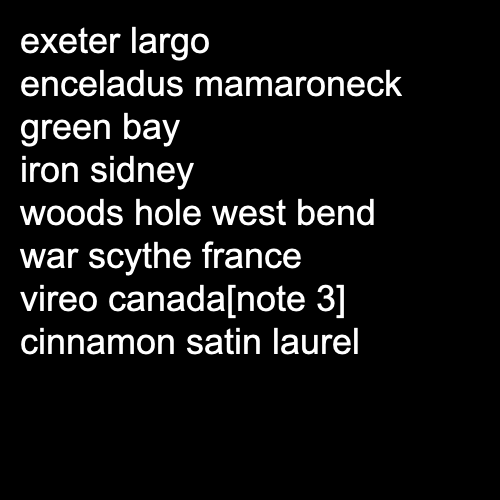 exeter largo
enceladus mamaroneck
green bay
iron sidney
woods hole west bend
war scythe france
vireo canada[note 3]
cinnamon satin laurel